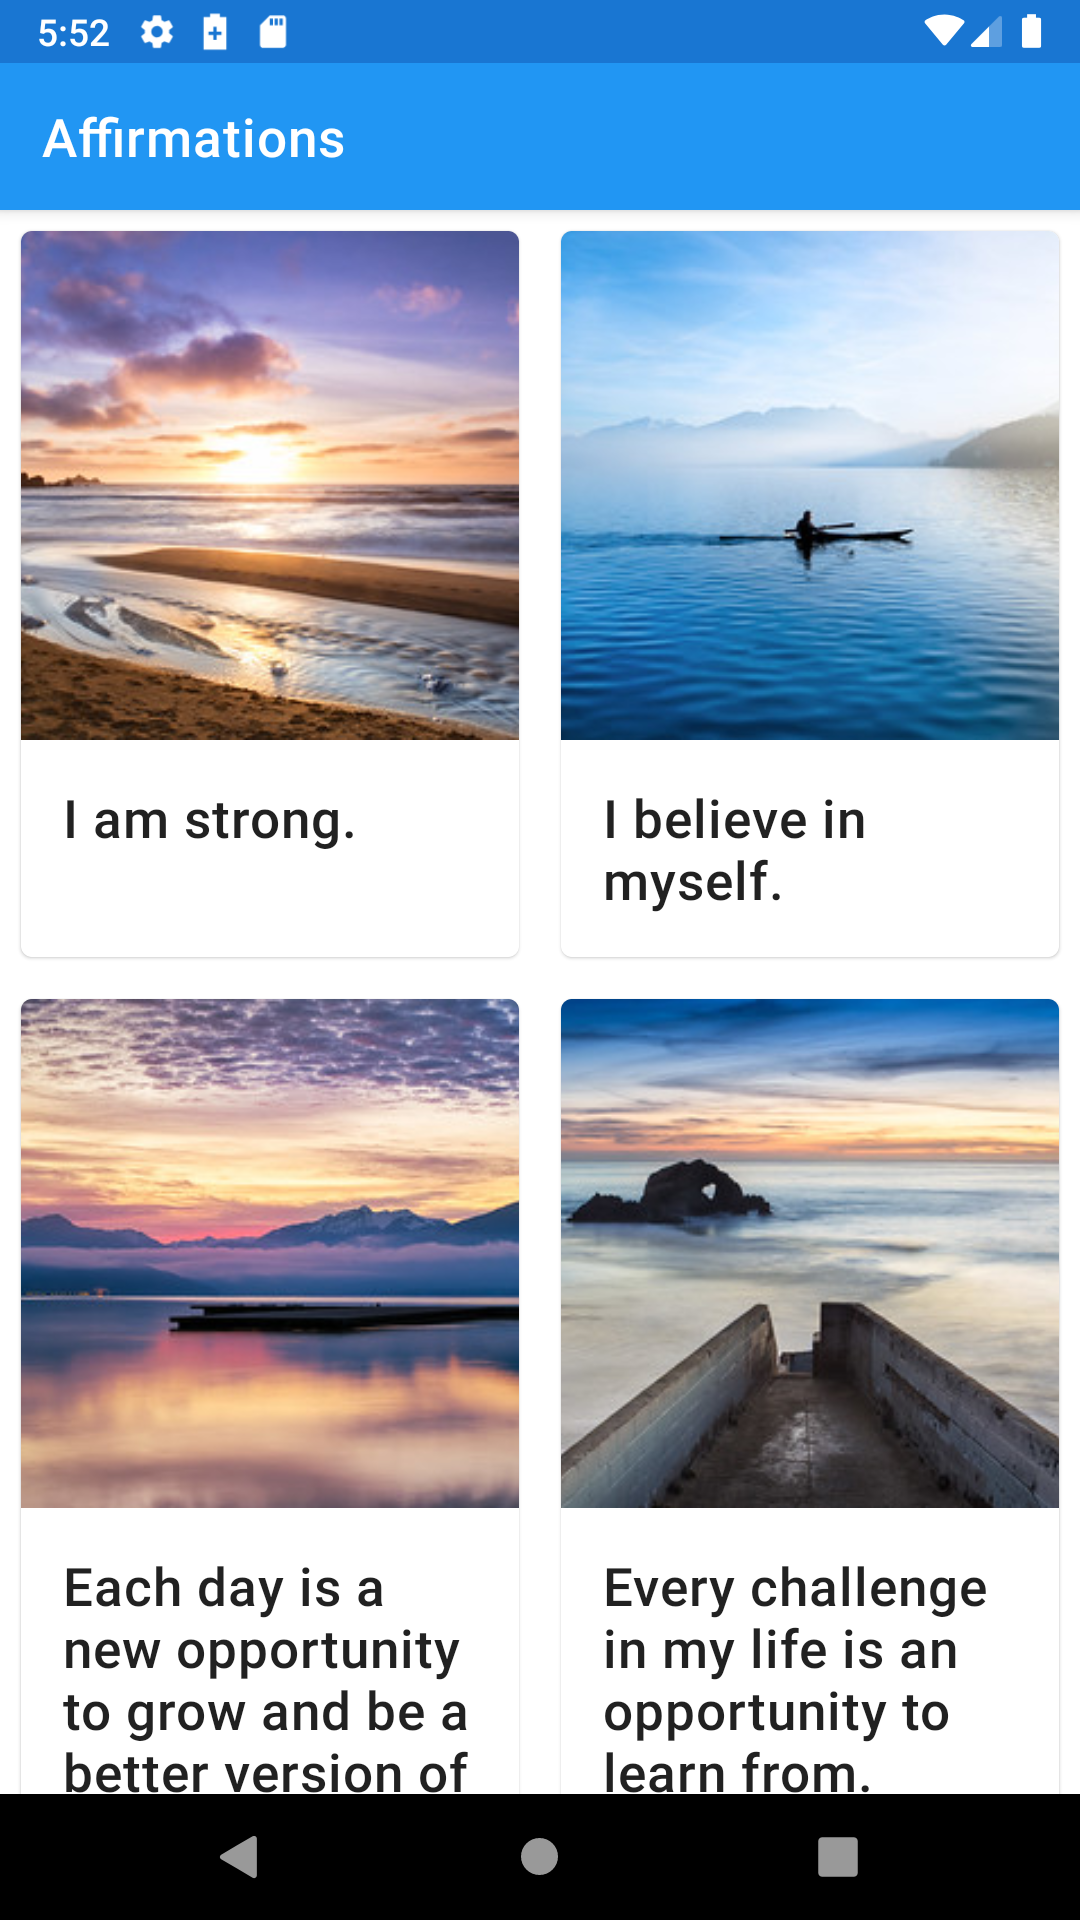 5:52
Affirmations
I am strong.
I believe in
myself.
Each day is a
new opportunity
to grow and be a
better version of
Every challenge
in my life is an
opportunity to
learn from.